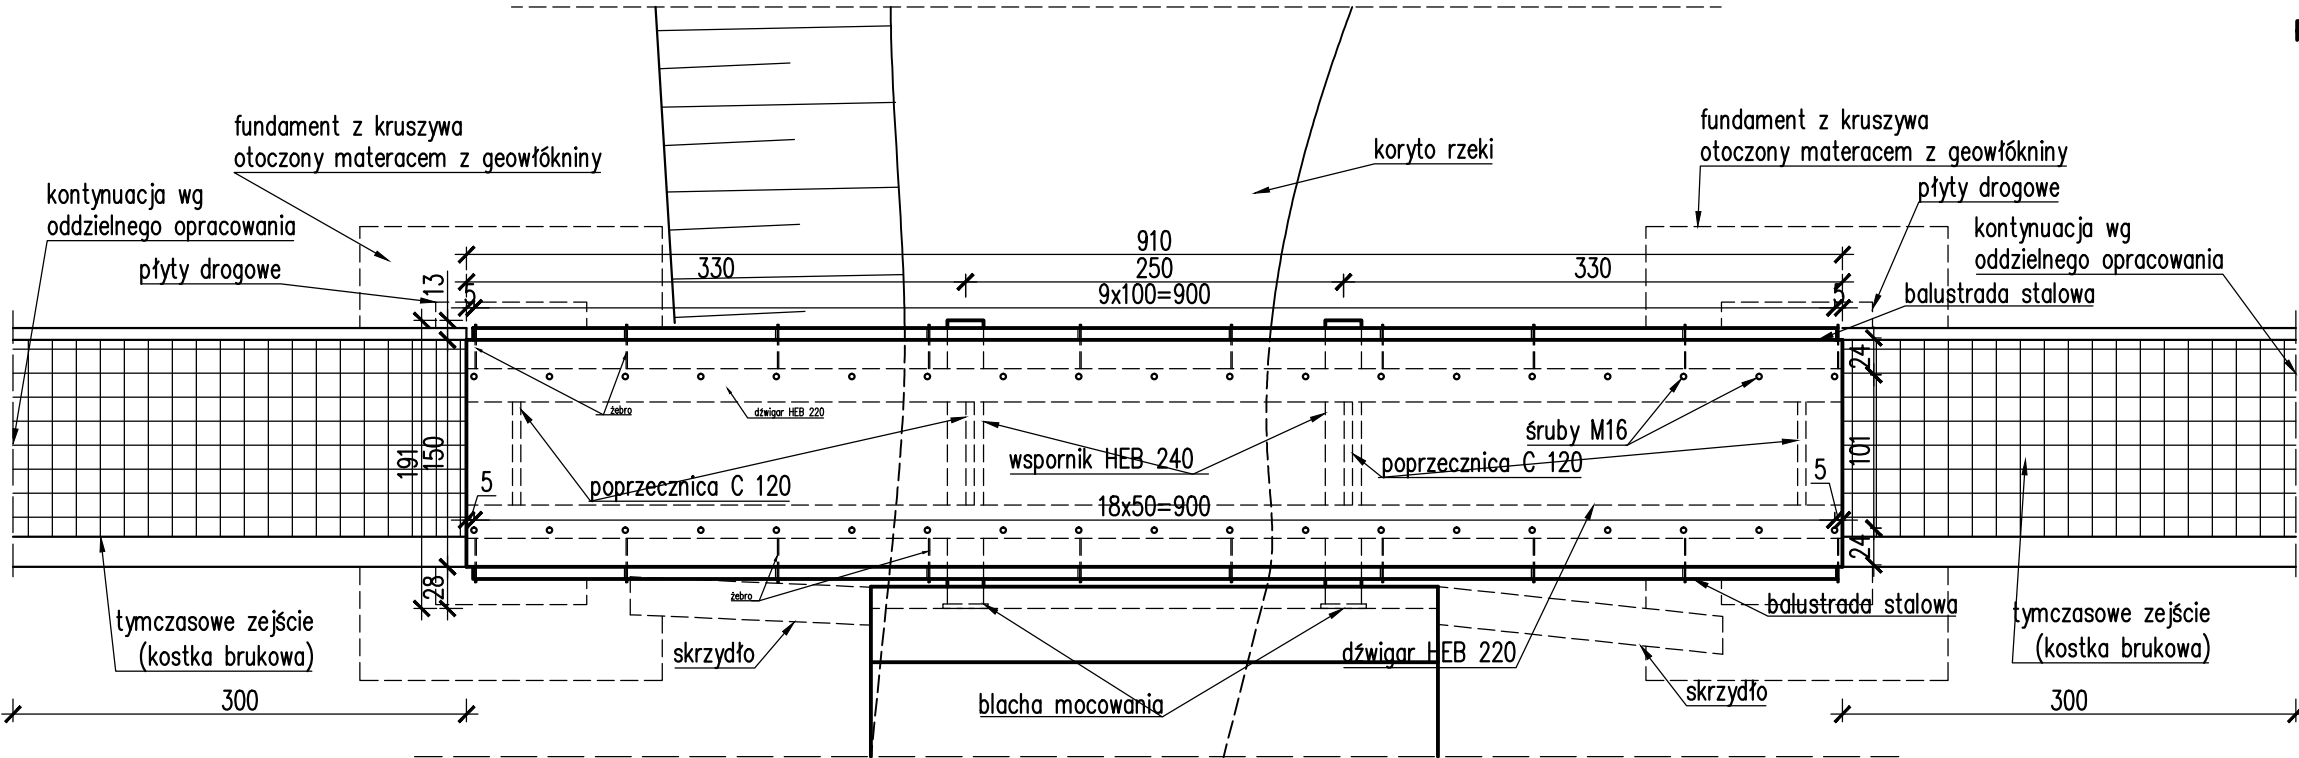 fundament z kruszywa
otoczony materacem z geowłókniny
kontynuacja wg
oddzielnego opracowania
płyty drogowe
koryto rzeki
fundament z kruszywa
otoczony materacem z geowłókniny
płyty drogowe
kontynuacja wg
oddzielnego opracowania
balustrada stalowa
910
330
250
330
5
9x100=900
5
13
191
150
28
24
101
24
żebro
dźwigar HEB 220
śruby M16
wspornik HEB 240
poprzecznica C 120
poprzecznica C 120
5
5
18x50=900
żebro
balustrada stalowa
tymczasowe zejście
(kostka brukowa)
skrzydło
dźwigar HEB 220
tymczasowe zejście
(kostka brukowa)
skrzydło
blacha mocowania
300
300